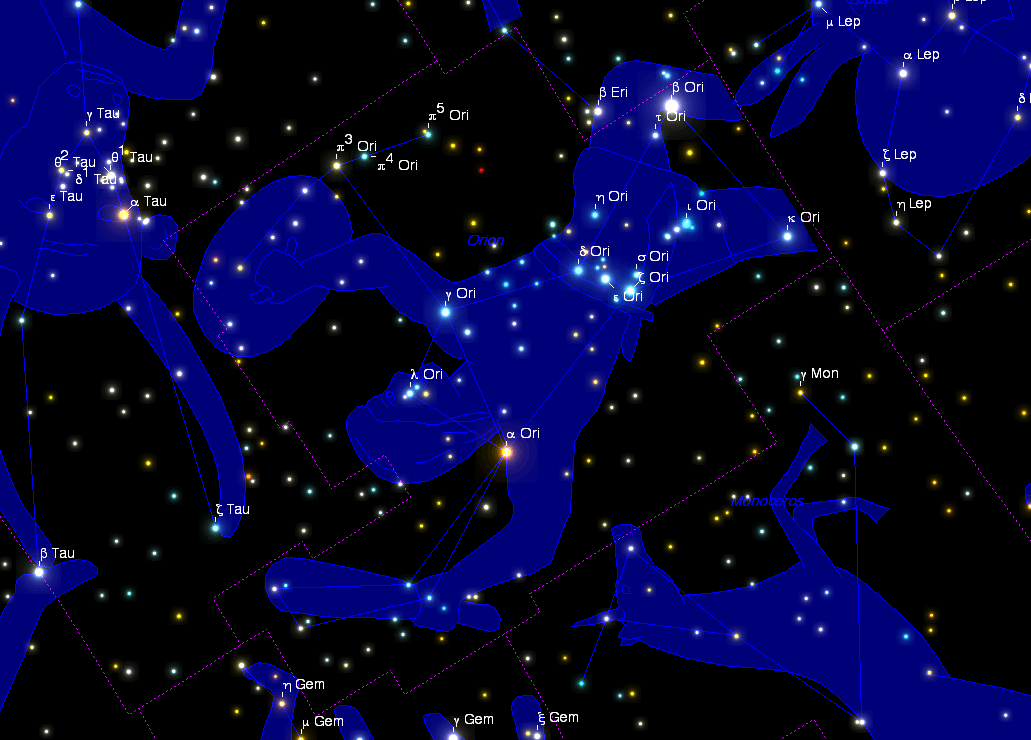 μ Lep
β Lep
α Lep
β Eri
β Ori
δ
γ Tau
π⁵ Ori
τ Ori
π³ Ori
π⁴ Ori
θ² Tau
θ¹ Tau
δ¹ Tau
ζ Lep
ε Tau
α Tau
η Ori
ι Ori
κ Ori
η Lep
Orion
δ Ori
σ Ori
ζ Ori
ε Ori
γ Ori
λ Ori
γ Mon
α Ori
Monoceros
ζ Tau
β Tau
η Gem
μ Gem
γ Gem
ξ Gem